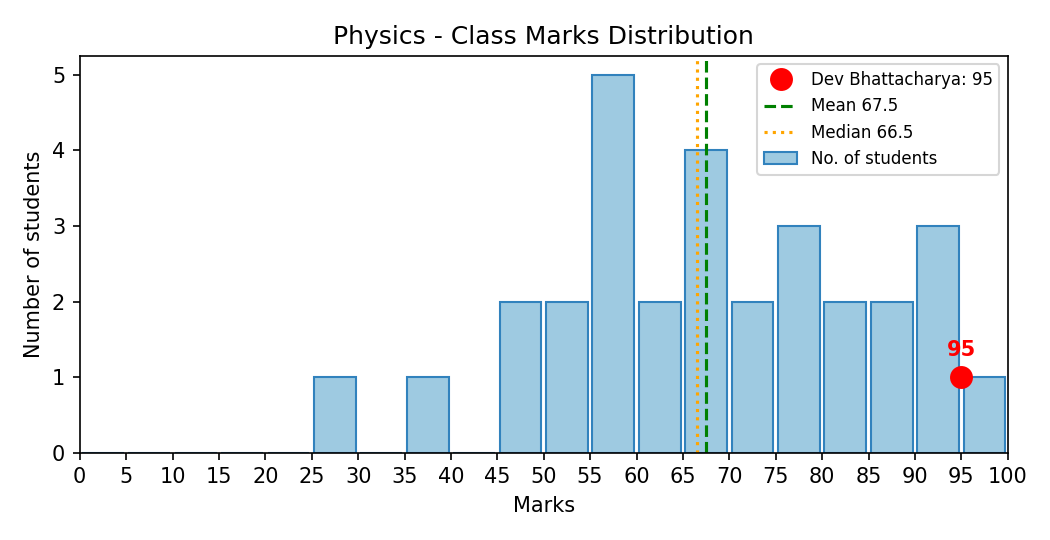 Physics - Class Marks Distribution
Number of students
5
4
3
2
1
0
Dev Bhattacharya: 95
Mean 67.5
Median 66.5
No. of students
95
0 5 10 15 20 25 30 35 40 45 50 55 60 65 70 75 80 85 90 95 100
Marks